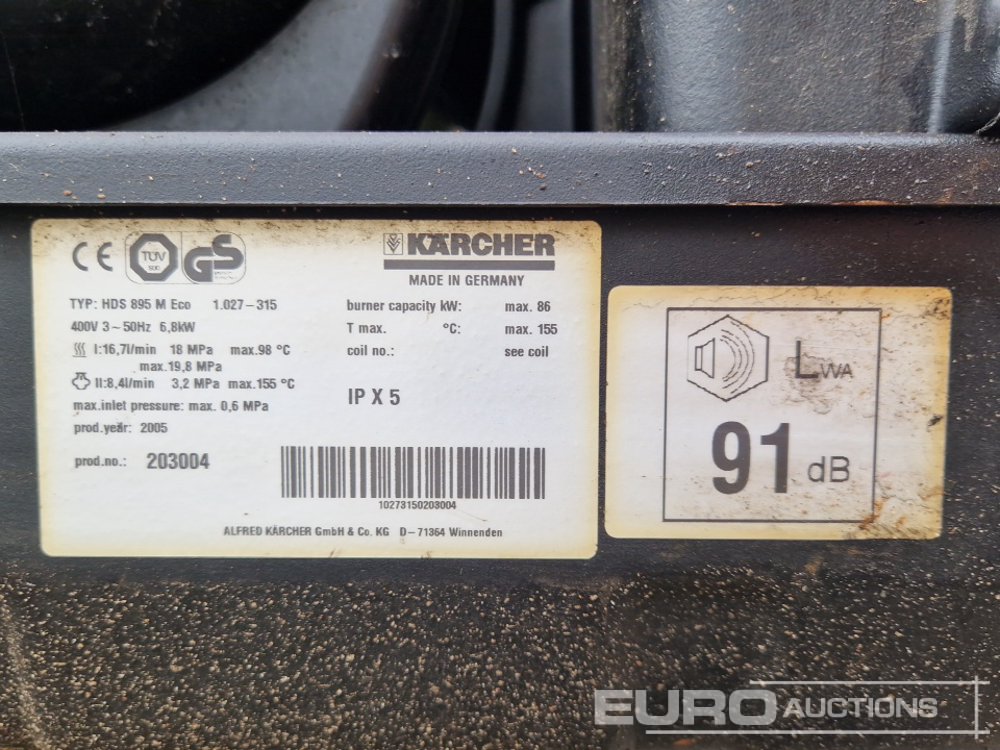 CE TÜV SÜD GS
KÄRCHER
MADE IN GERMANY
TYP: HDS 895 M Eco 1.027-315
400V 3~50Hz 6,8kW
I:16,7l/min 18 MPa max.98 °C
max.19,8 MPa
II:8,4l/min 3,2 MPa max.155 °C
max.inlet pressure: max. 0,6 MPa
prod.year: 2005
prod.no.: 203004
burner capacity kW: max. 86
T max. °C: max. 155
coil no.: see coil
IP X 5
10273150203004
ALFRED KÄRCHER GmbH & Co. KG D-71364 Winnenden
LWA
91 dB
EURO AUCTIONS